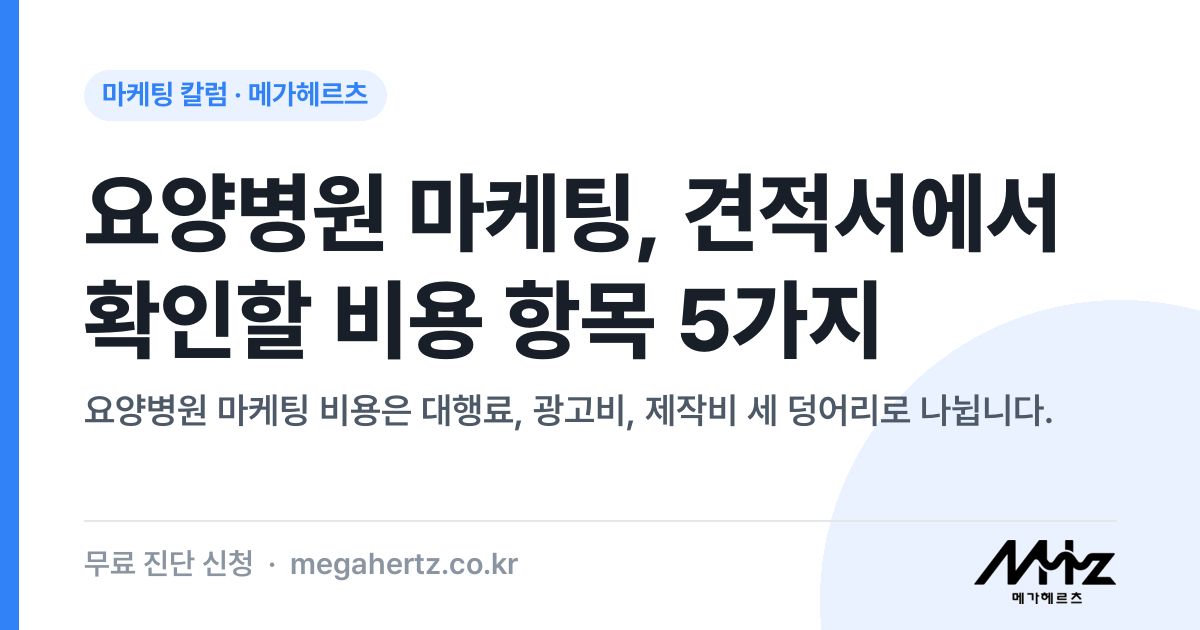 마케팅 칼럼 · 메가헤르츠
요양병원 마케팅, 견적서에서
확인할 비용 항목 5가지
요양병원 마케팅 비용은 대행료, 광고비, 제작비 세 덩어리로 나뉩니다.
무료 진단 신청 · megahertz.co.kr
MHz
메가헤르츠